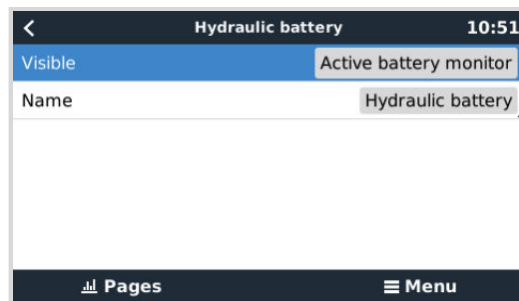 Hydraulic battery 10:51
Visible Active battery monitor
Name Hydraulic battery
Pages Menu